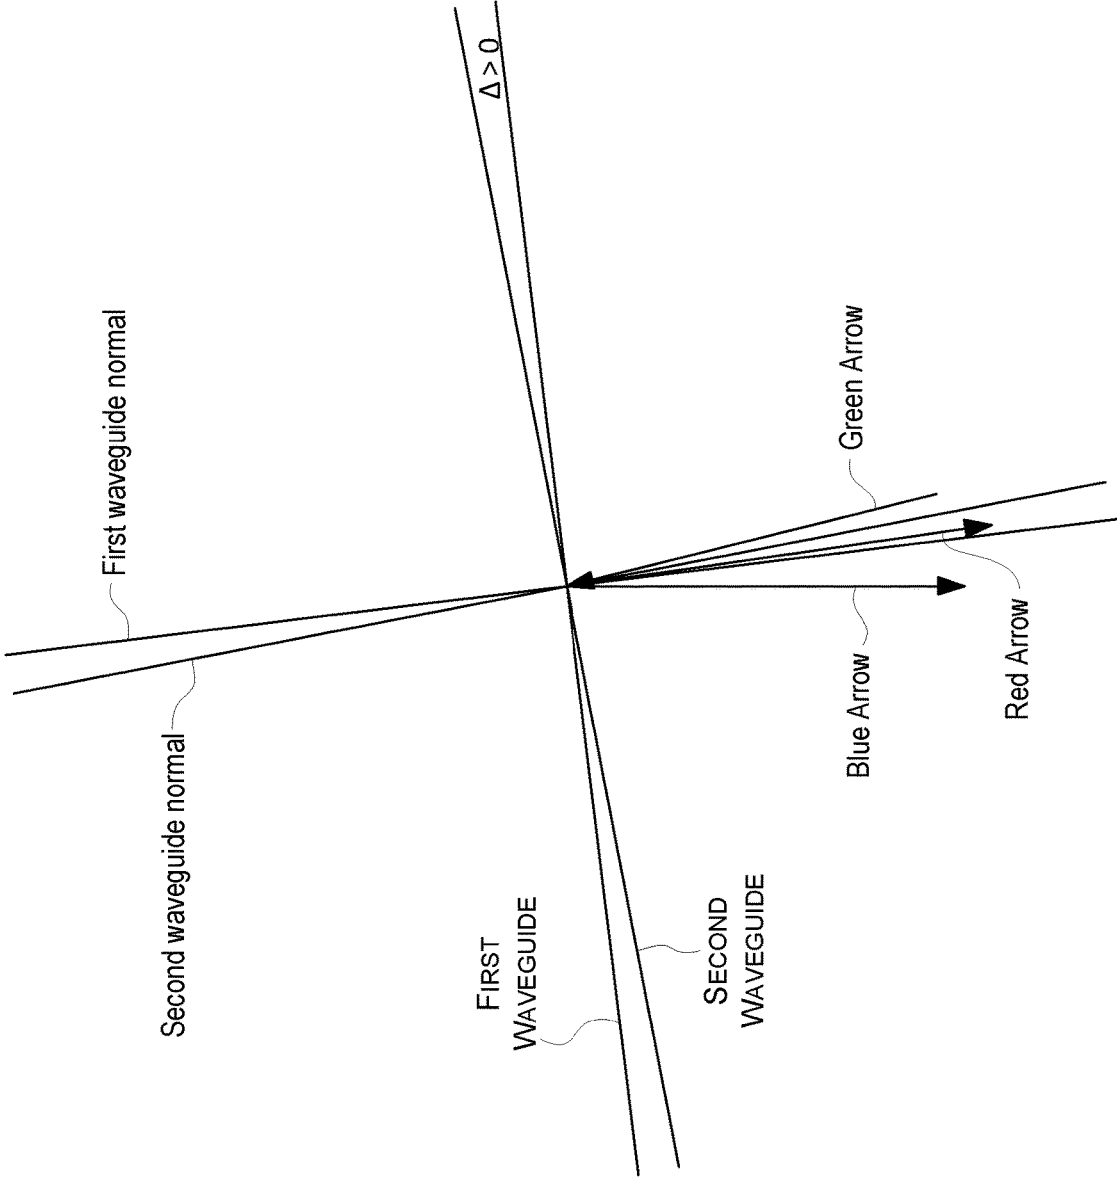 First waveguide normal
Second waveguide normal
FIRST
WAVEGUIDE
Δ > 0
SECOND
WAVEGUIDE
Blue Arrow
Green Arrow
Red Arrow